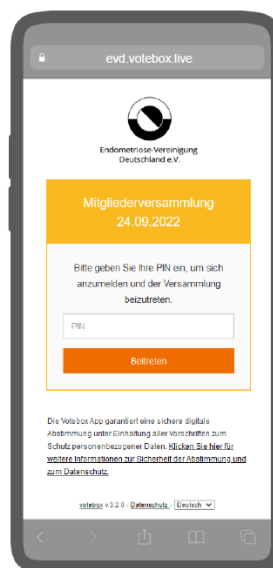 evd.votebox.live
Endometriose-Vereinigung
Deutschland e.V.
Mitgliederversammlung
24.09.2022
Bitte geben Sie Ihre PIN ein, um sich
anzumelden und der Versammlung
beizutreten.
PIN
Beitreten
Die Votebox App garantiert eine sichere digitale
Abstimmung unter Einhaltung aller Vorschriften zum
Schutz personenbezogener Daten. Klicken Sie hier für
weitere Informationen zur Sicherheit der Abstimmung und
zum Datenschutz.
votebox v.3.2.0 - Datenschutz - Deutsch